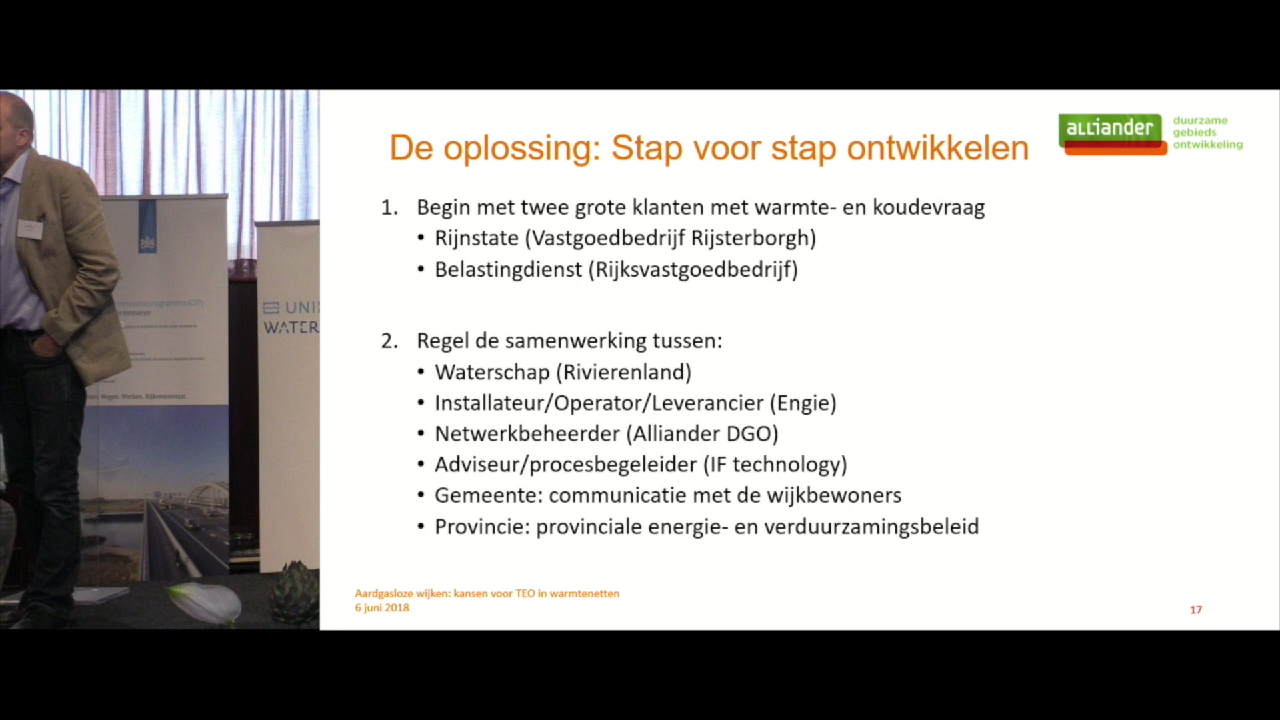 De oplossing: Stap voor stap ontwikkelen
alliander
duurzame
gebieds
ontwikkeling
1. Begin met twee grote klanten met warmte- en koudevraag
• Rijnstate (Vastgoedbedrijf Rijsterborgh)
• Belastingdienst (Rijksvastgoedbedrijf)
2. Regel de samenwerking tussen:
• Waterschap (Rivierenland)
• Installateur/Operator/Leverancier (Engie)
• Netwerkbeheerder (Alliander DGO)
• Adviseur/procesbegeleider (IF technology)
• Gemeente: communicatie met de wijkbewoners
• Provincie: provinciale energie- en verduurzamingsbeleid
Aardgasloze wijken: kansen voor TEO in warmtenetten
6 juni 2018
17
UNI
WATER